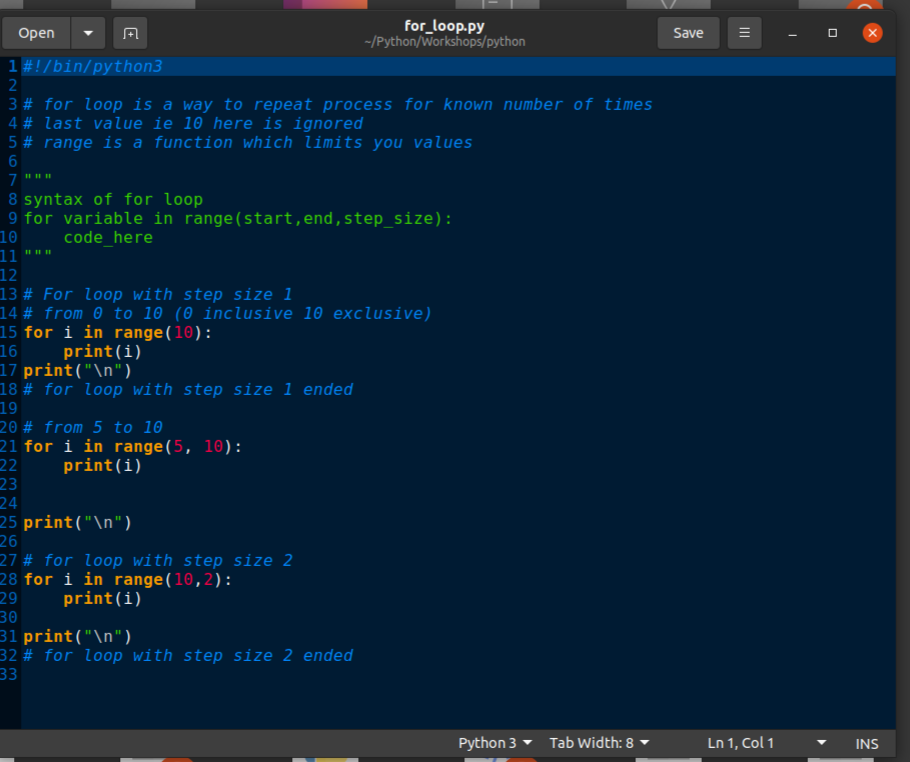 Open
for_loop.py
~/Python/Workshops/python
Save
1 #!/bin/python3
2
3 # for loop is a way to repeat process for known number of times
4 # last value ie 10 here is ignored
5 # range is a function which limits you values
6
7 """
8 syntax of for loop
9 for variable in range(start,end,step_size):
10     code_here
11 """
12
13 # For loop with step size 1
14 # from 0 to 10 (0 inclusive 10 exclusive)
15 for i in range(10):
16     print(i)
17 print("\n")
18 # for loop with step size 1 ended
19
20 # from 5 to 10
21 for i in range(5, 10):
22     print(i)
23
24
25 print("\n")
26
27 # for loop with step size 2
28 for i in range(10,2):
29     print(i)
30
31 print("\n")
32 # for loop with step size 2 ended
33
Python 3 Tab Width: 8 Ln 1, Col 1 INS